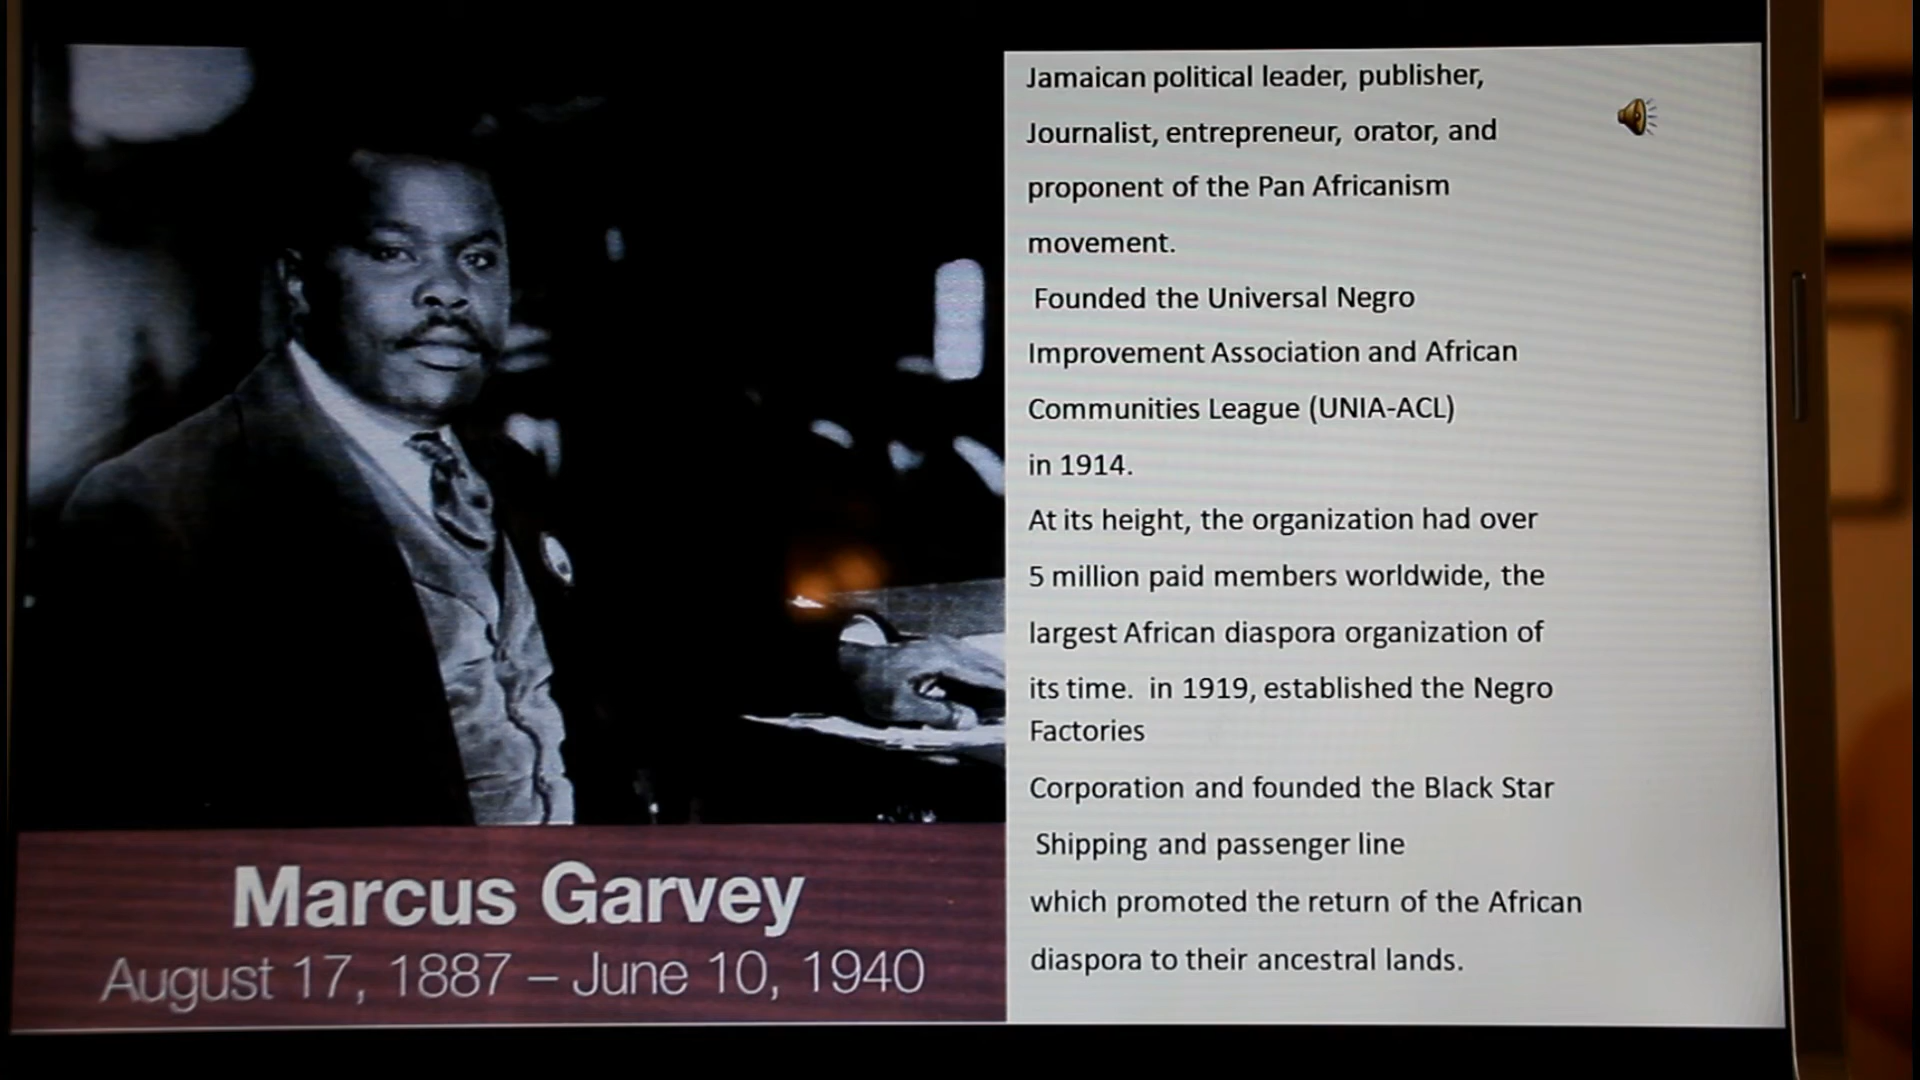 Marcus Garvey
August 17, 1887 – June 10, 1940
Jamaican political leader, publisher,
Journalist, entrepreneur, orator, and
proponent of the Pan Africanism
movement.
Founded the Universal Negro
Improvement Association and African
Communities League (UNIA-ACL)
in 1914.
At its height, the organization had over
5 million paid members worldwide, the
largest African diaspora organization of
its time.  in 1919, established the Negro
Factories
Corporation and founded the Black Star
Shipping and passenger line
which promoted the return of the African
diaspora to their ancestral lands.